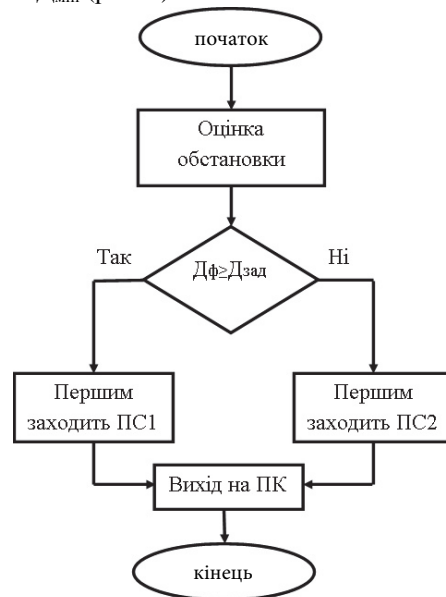 початок
Оцінка
обстановки
Так
Дф≥Дзад
Ні
Першим
заходить ПС1
Першим
заходить ПС2
Вихід на ПК
кінець